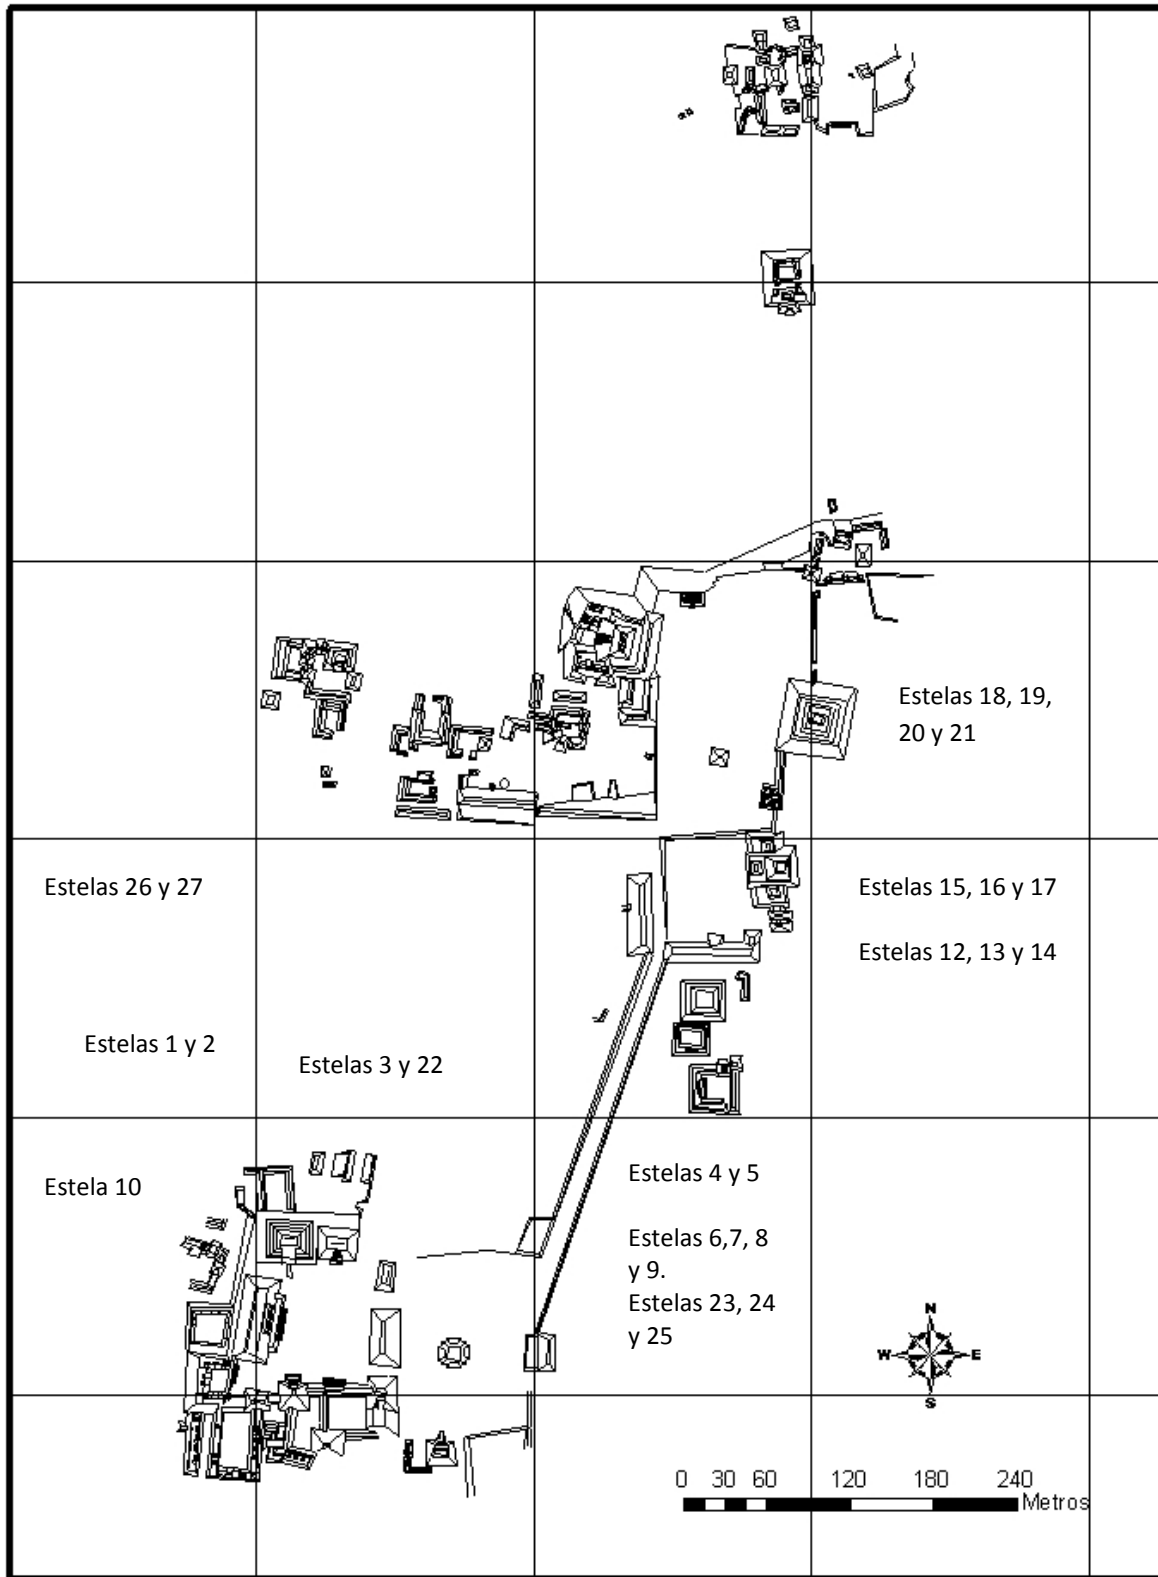 Estelas 18, 19,
20 y 21
Estelas 26 y 27
Estelas 15, 16 y 17
Estelas 12, 13 y 14
Estelas 1 y 2
Estelas 3 y 22
Estela 10
Estelas 4 y 5
Estelas 6,7, 8
y 9.
Estelas 23, 24
y 25
N
W E
S
0 30 60 120 180 240
Metros